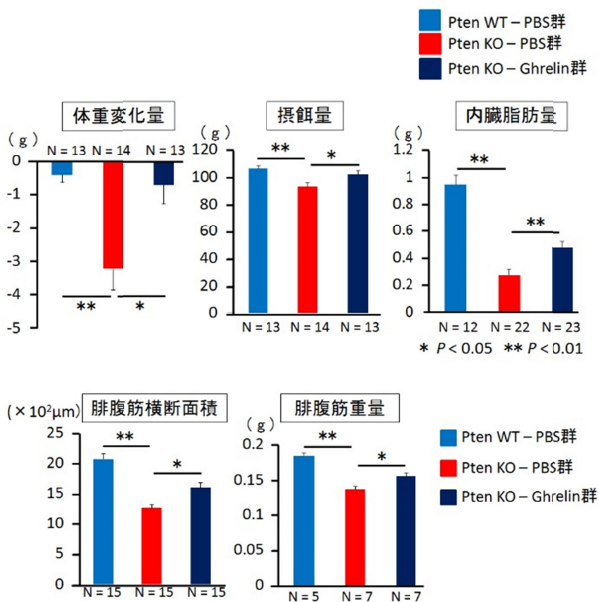 Pten WT – PBS群
Pten KO – PBS群
Pten KO – Ghrelin群
体重変化量
(g)
N = 13 N = 14 N = 13
0
-1
-2
-3
-4
-5
** *
摂餌量
(g)
120
100
80
60
40
20
0
** *
N = 13 N = 14 N = 13
内臓脂肪量
(g)
1.2
1
0.8
0.6
0.4
0.2
0
**
**
N = 12 N = 22 N = 23
* P < 0.05 ** P < 0.01
腓腹筋横断面積
(×10²μm)
25
20
15
10
5
0
**
*
N = 15 N = 15 N = 15
腓腹筋重量
(g)
0.2
0.15
0.1
0.05
0
**
*
N = 5 N = 7 N = 7
Pten WT – PBS群
Pten KO – PBS群
Pten KO – Ghrelin群